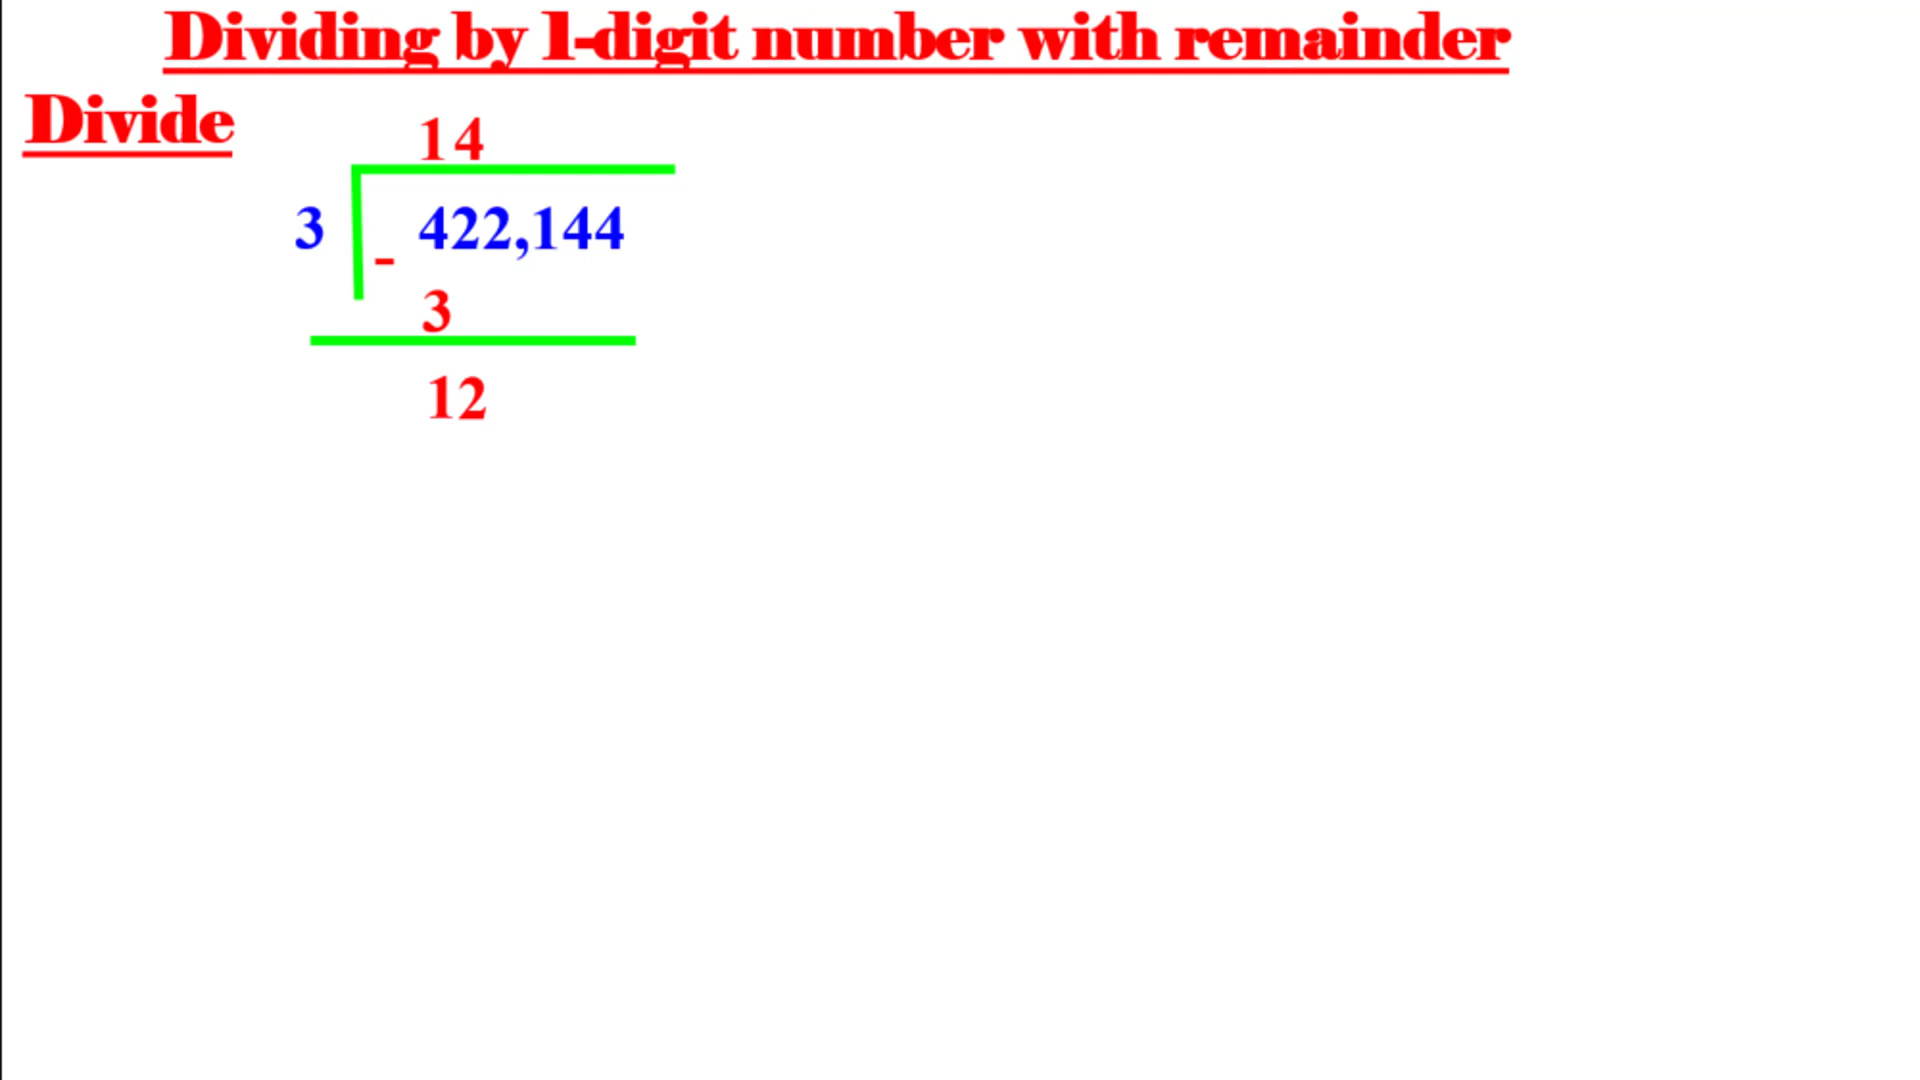 Dividing by 1-digit number with remainder
Divide
14
3 422,144
-
3
12